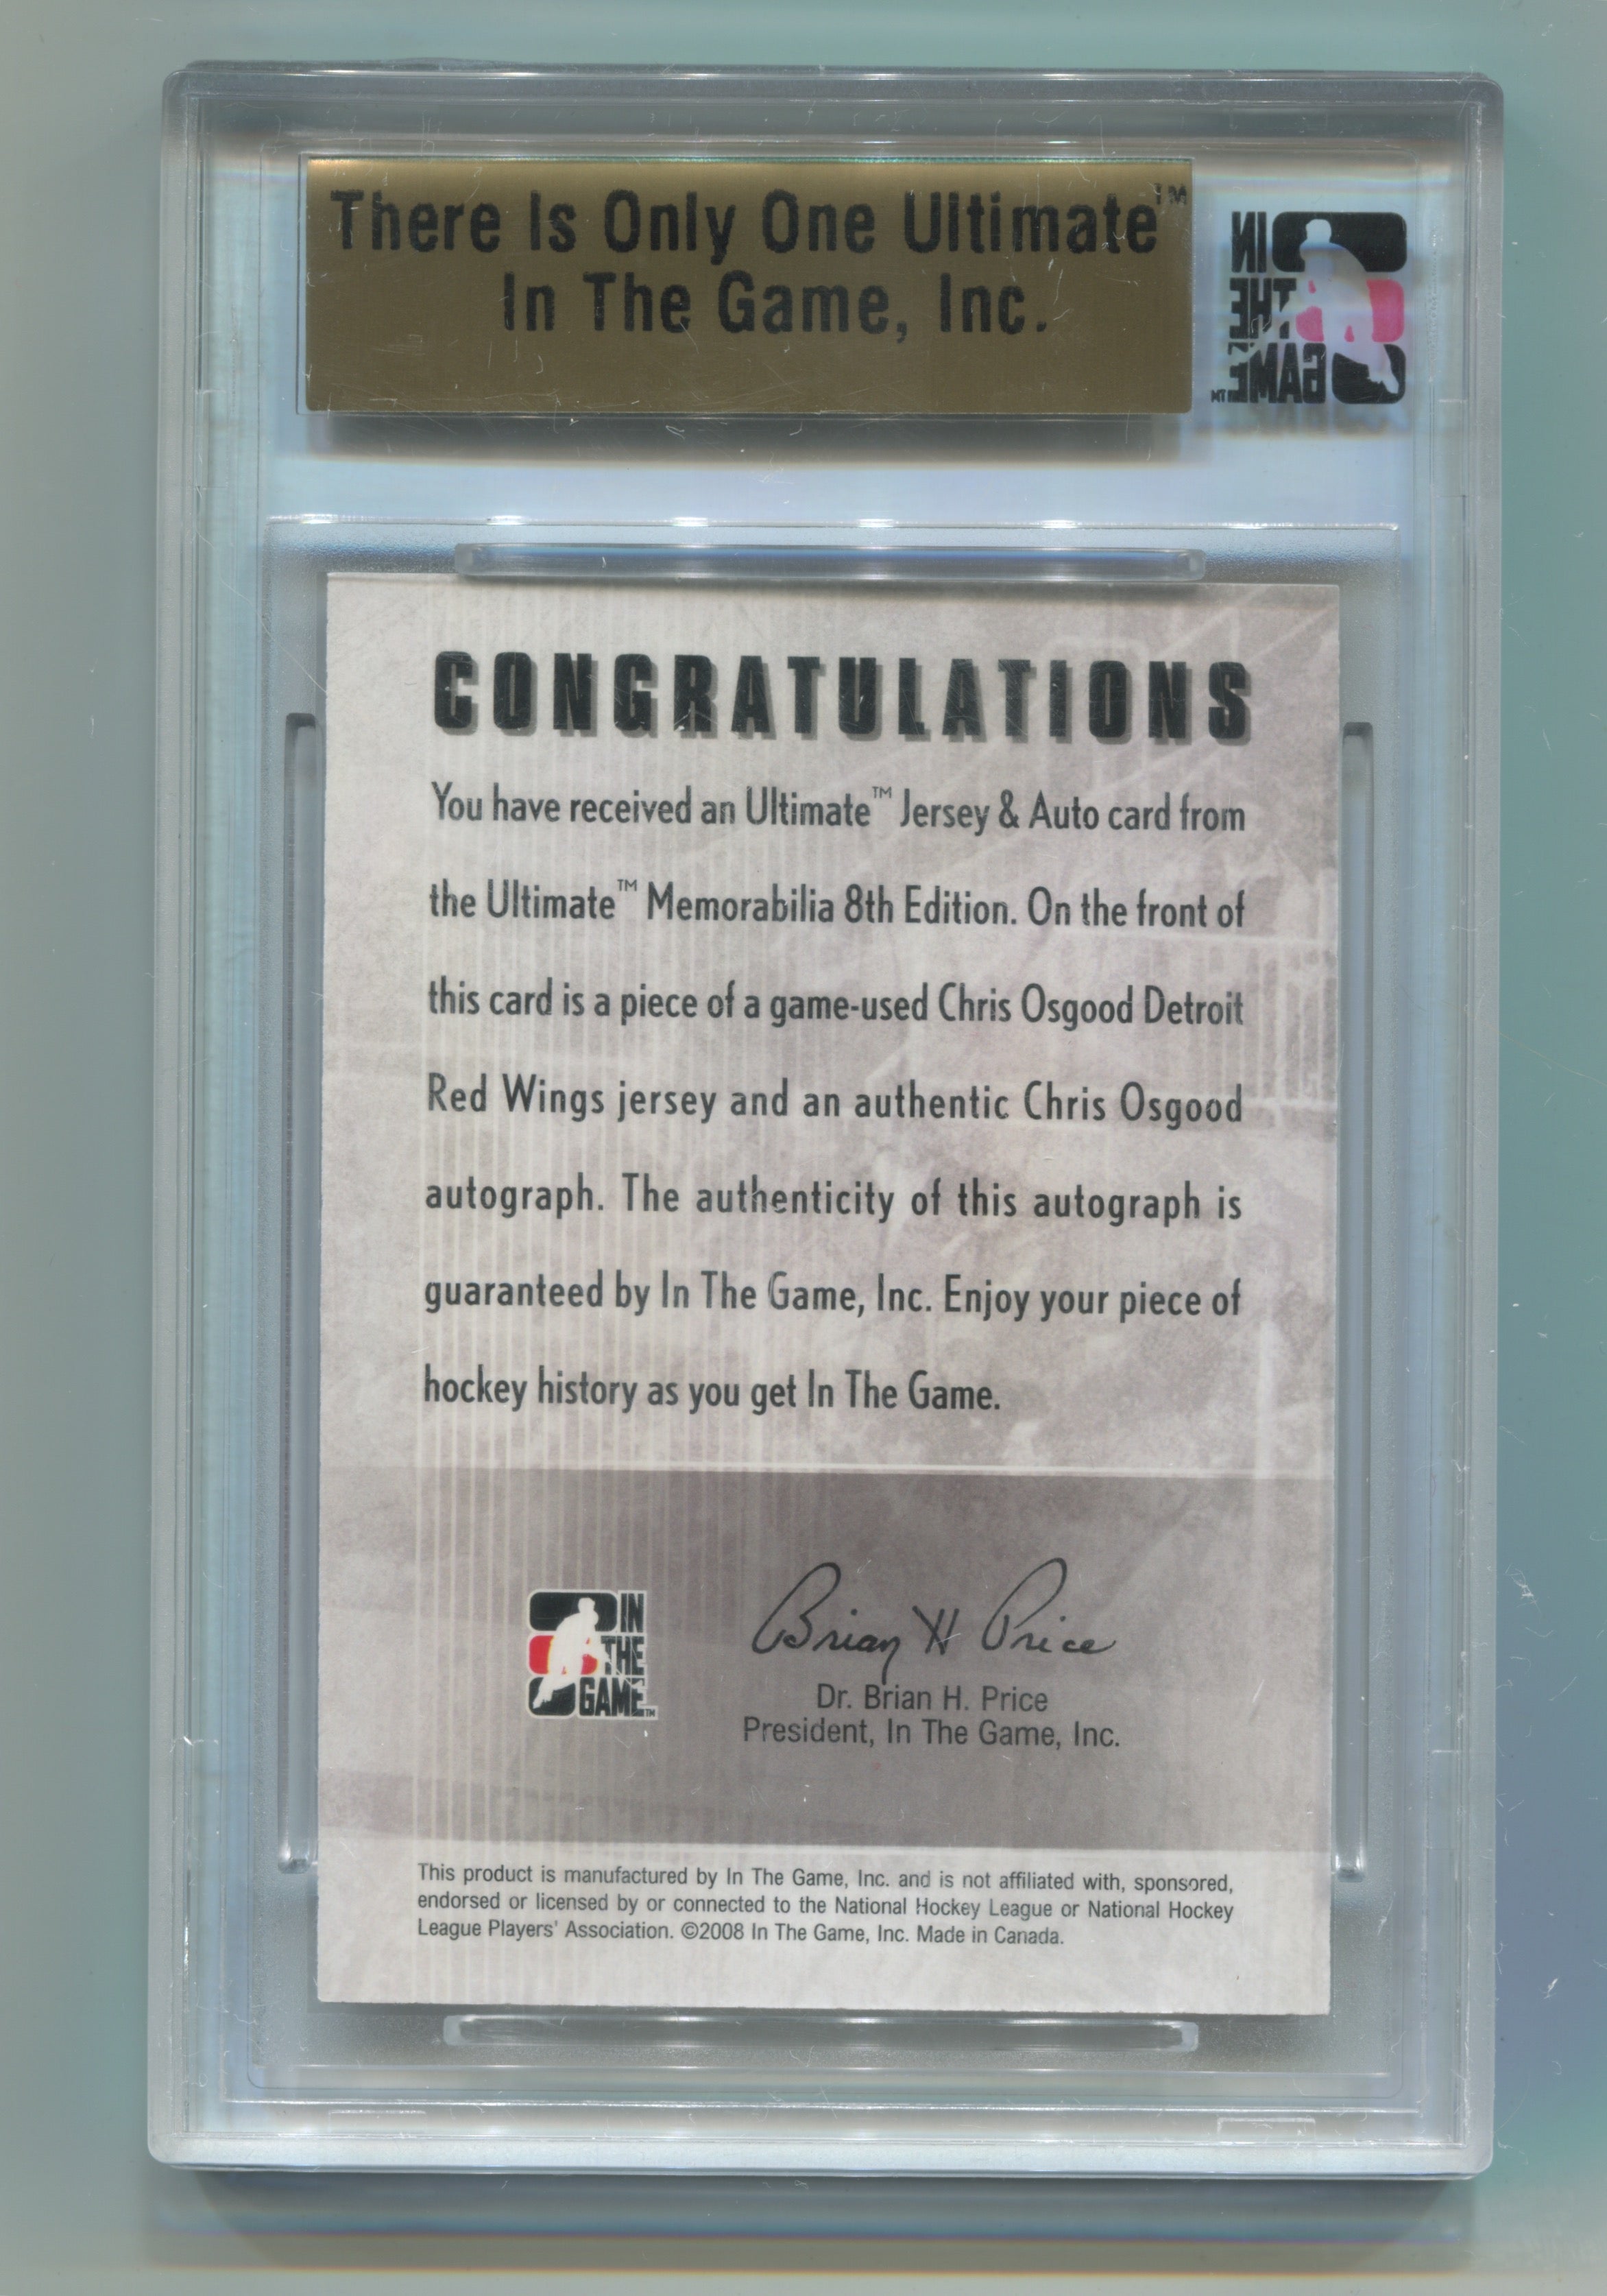 There Is Only One Ultimate™
In The Game, Inc.
IN
THE
GAME™
CONGRATULATIONS
You have received an Ultimate™ Jersey & Auto card from
the Ultimate™ Memorabilia 8th Edition. On the front of
this card is a piece of a game-used Chris Osgood Detroit
Red Wings jersey and an authentic Chris Osgood
autograph. The authenticity of this autograph is
guaranteed by In The Game, Inc. Enjoy your piece of
hockey history as you get In The Game.
IN
THE
GAME™
Brian H Price
Dr. Brian H. Price
President, In The Game, Inc.
This product is manufactured by In The Game, Inc. and is not affiliated with, sponsored,
endorsed or licensed by or connected to the National Hockey League or National Hockey
League Players' Association. ©2008 In The Game, Inc. Made in Canada.